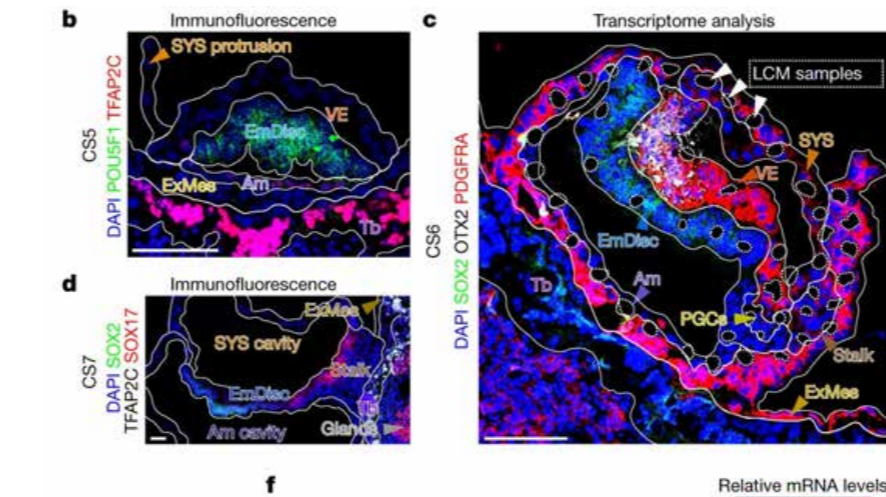 b
Immunofluorescence
SYS protrusion
EmDisc
VE
ExMes
Am
Tb
CS5
DAPI POU5F1 TFAP2C
c
Transcriptome analysis
LCM samples
SYS
VE
EmDisc
Tb
Am
PGCs
Stalk
ExMes
CS6
DAPI SOX2 OTX2 PDGFRA
d
Immunofluorescence
ExMes
SYS cavity
Stalk
EmDisc
Tb
Am cavity
Glands
CS7
DAPI SOX2
TFAP2C SOX17
f
Relative mRNA levels